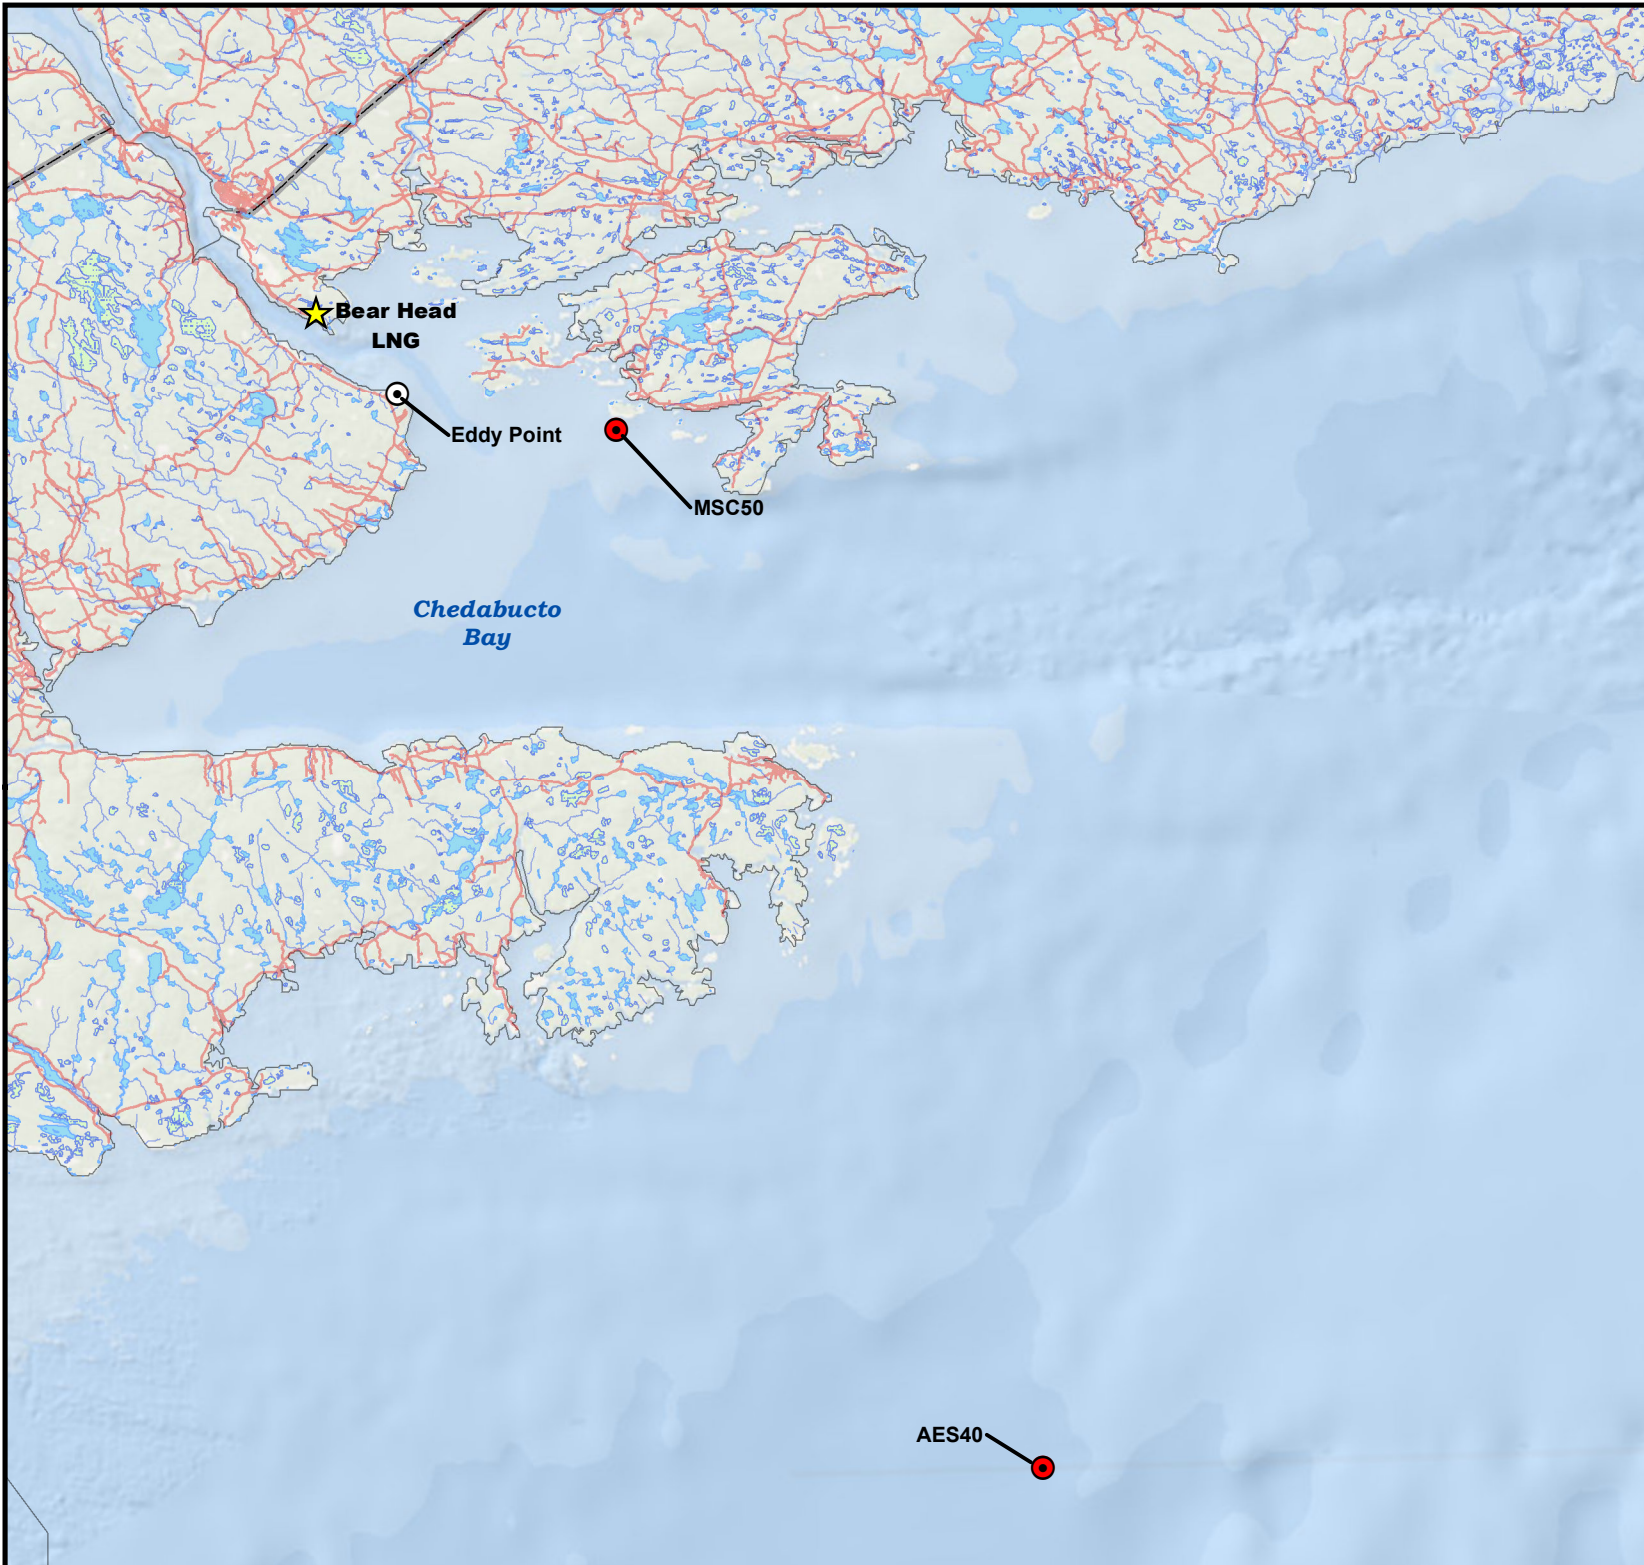 Bear Head
LNG
Eddy Point
MSC50
Chedabucto
Bay
AES40